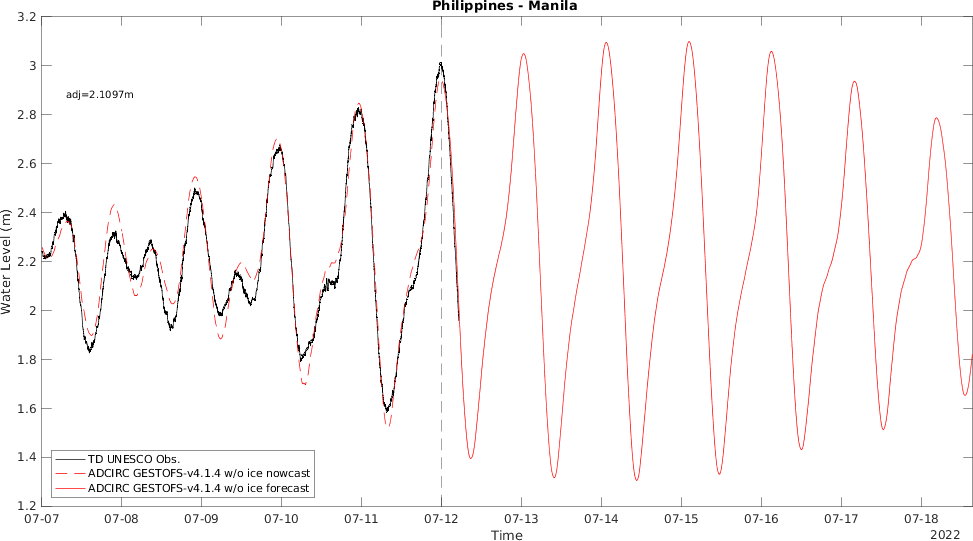 Philippines - Manila
3.2
3
adj=2.1097m
2.8
2.6
2.4
2.2
2
1.8
1.6
1.4
1.2
Water Level (m)
TD UNESCO Obs.
ADCIRC GESTOFS-v4.1.4 w/o ice nowcast
ADCIRC GESTOFS-v4.1.4 w/o ice forecast
07-07 07-08 07-09 07-10 07-11 07-12 07-13 07-14 07-15 07-16 07-17 07-18
Time
2022